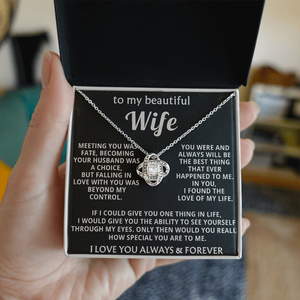 to my beautiful
Wife
MEETING YOU WAS
FATE, BECOMING
YOUR HUSBAND WAS
A CHOICE,
BUT FALLING IN
LOVE WITH YOU WAS
BEYOND MY
CONTROL.
YOU WERE AND
ALWAYS WILL BE
THE BEST THING
THAT EVER
HAPPENED TO ME.
IN YOU,
I FOUND THE
LOVE OF MY LIFE.
IF I COULD GIVE YOU ONE THING IN LIFE,
I WOULD GIVE YOU THE ABILITY TO SEE YOURSELF
THROUGH MY EYES. ONLY THEN WOULD YOU REALI
HOW SPECIAL YOU ARE TO ME.
I LOVE YOU ALWAYS & FOREVER